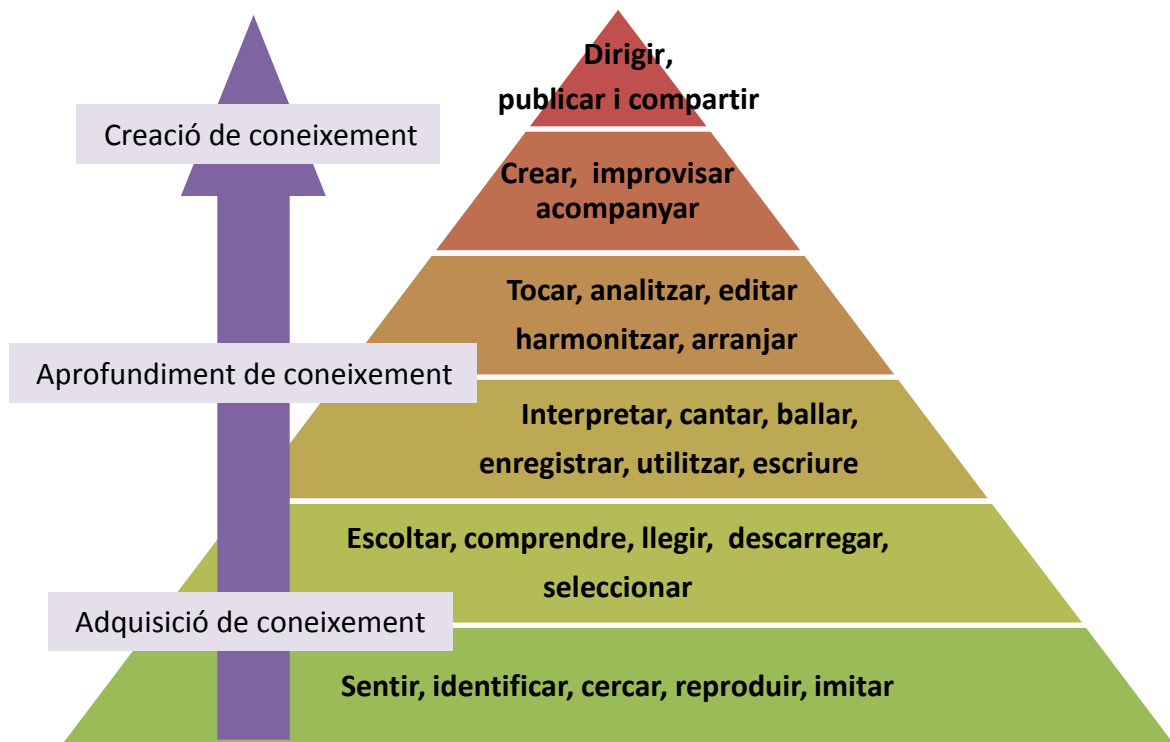 Dirigir,
publicar i compartir
Creació de coneixement
Crear, improvisar
acompanyar
Tocar, analitzar, editar
harmonitzar, arranjar
Aprofundiment de coneixement
Interpretar, cantar, ballar,
enregistrar, utilitzar, escriure
Escoltar, comprendre, llegir, descarregar,
seleccionar
Adquisició de coneixement
Sentir, identificar, cercar, reproduir, imitar